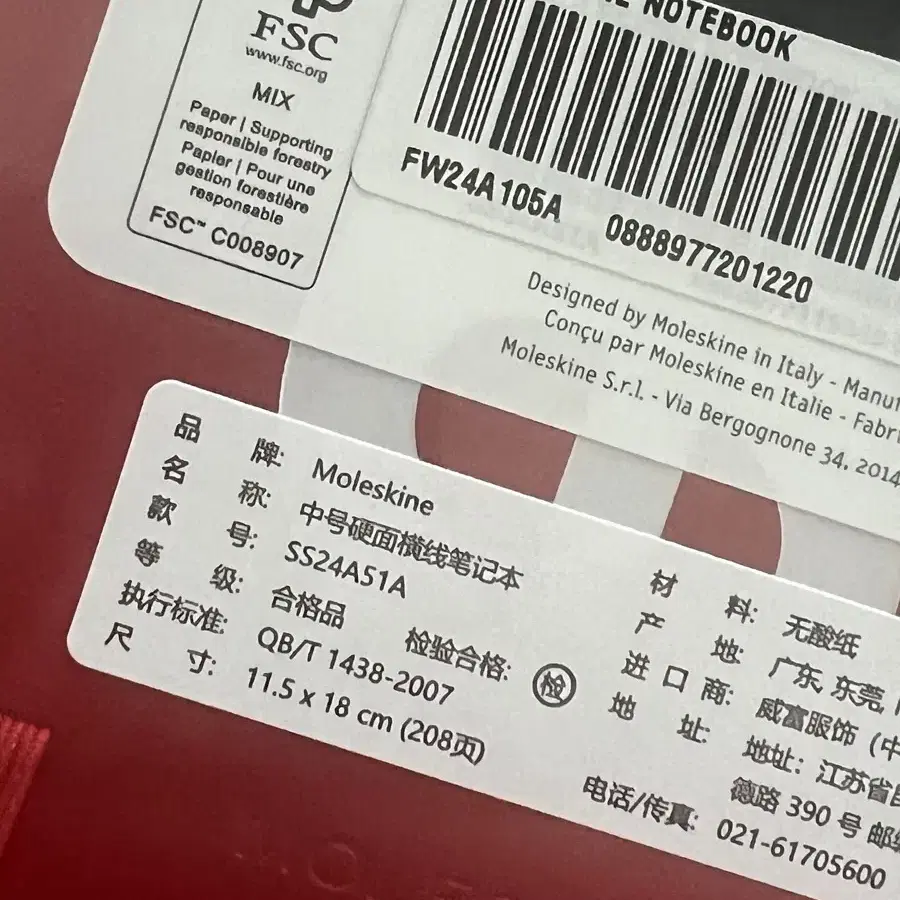 FSC
www.fsc.org
MIX
Paper | Supporting
responsible forestry
Papier | Pour une
gestion forestière
responsable
FSC™ C008907
NOTEBOOK
FW24A105A
0888977201220
Designed by Moleskine in Italy - Manuf
Conçu par Moleskine en Italie - Fabri
Moleskine S.r.l. - Via Bergognone 34, 2014
品牌: Moleskine
名称: 中号硬面横线笔记本
款号: SS24A51A
等级: 合格品 检验合格: 检
执行标准: QB/T 1438-2007
尺寸: 11.5 x 18 cm (208页)
材料: 无酸纸
产地: 广东, 东莞,
进口商: 威富服饰（中
地址: 地址：江苏省
德路 390 号 邮编
电话/传真: 021-61705600